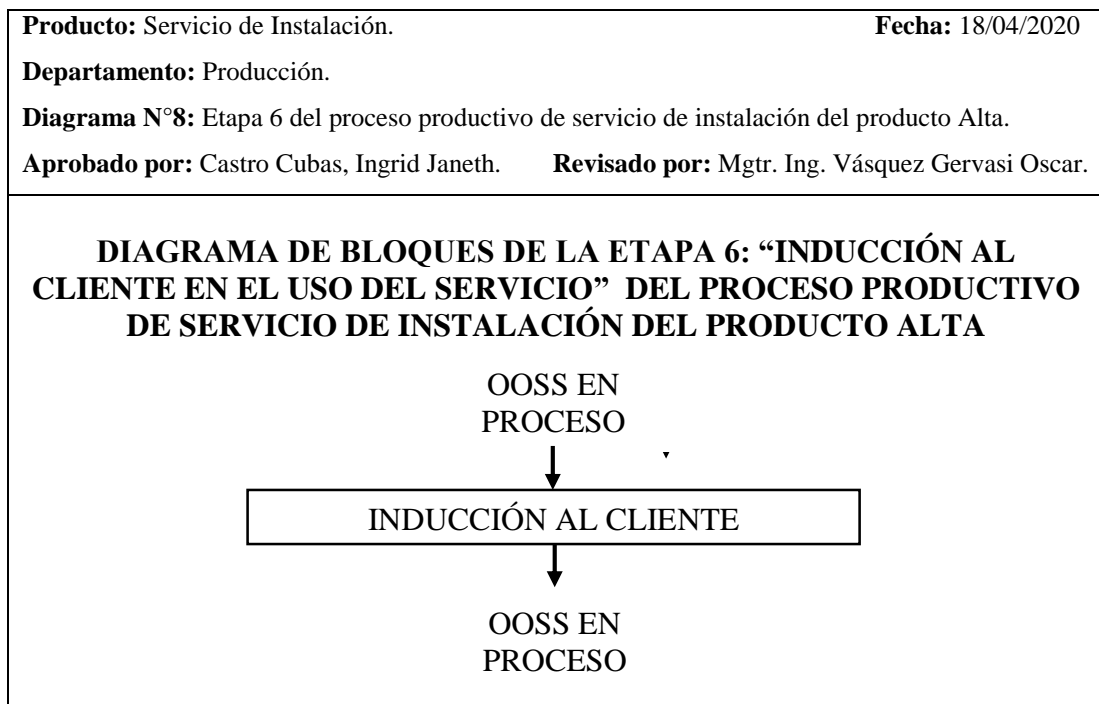 Producto: Servicio de Instalación. Fecha: 18/04/2020
Departamento: Producción.
Diagrama N°8: Etapa 6 del proceso productivo de servicio de instalación del producto Alta.
Aprobado por: Castro Cubas, Ingrid Janeth. Revisado por: Mgtr. Ing. Vásquez Gervasi Oscar.
DIAGRAMA DE BLOQUES DE LA ETAPA 6: “INDUCCIÓN AL
CLIENTE EN EL USO DEL SERVICIO” DEL PROCESO PRODUCTIVO
DE SERVICIO DE INSTALACIÓN DEL PRODUCTO ALTA
OOSS EN
PROCESO
INDUCCIÓN AL CLIENTE
OOSS EN
PROCESO